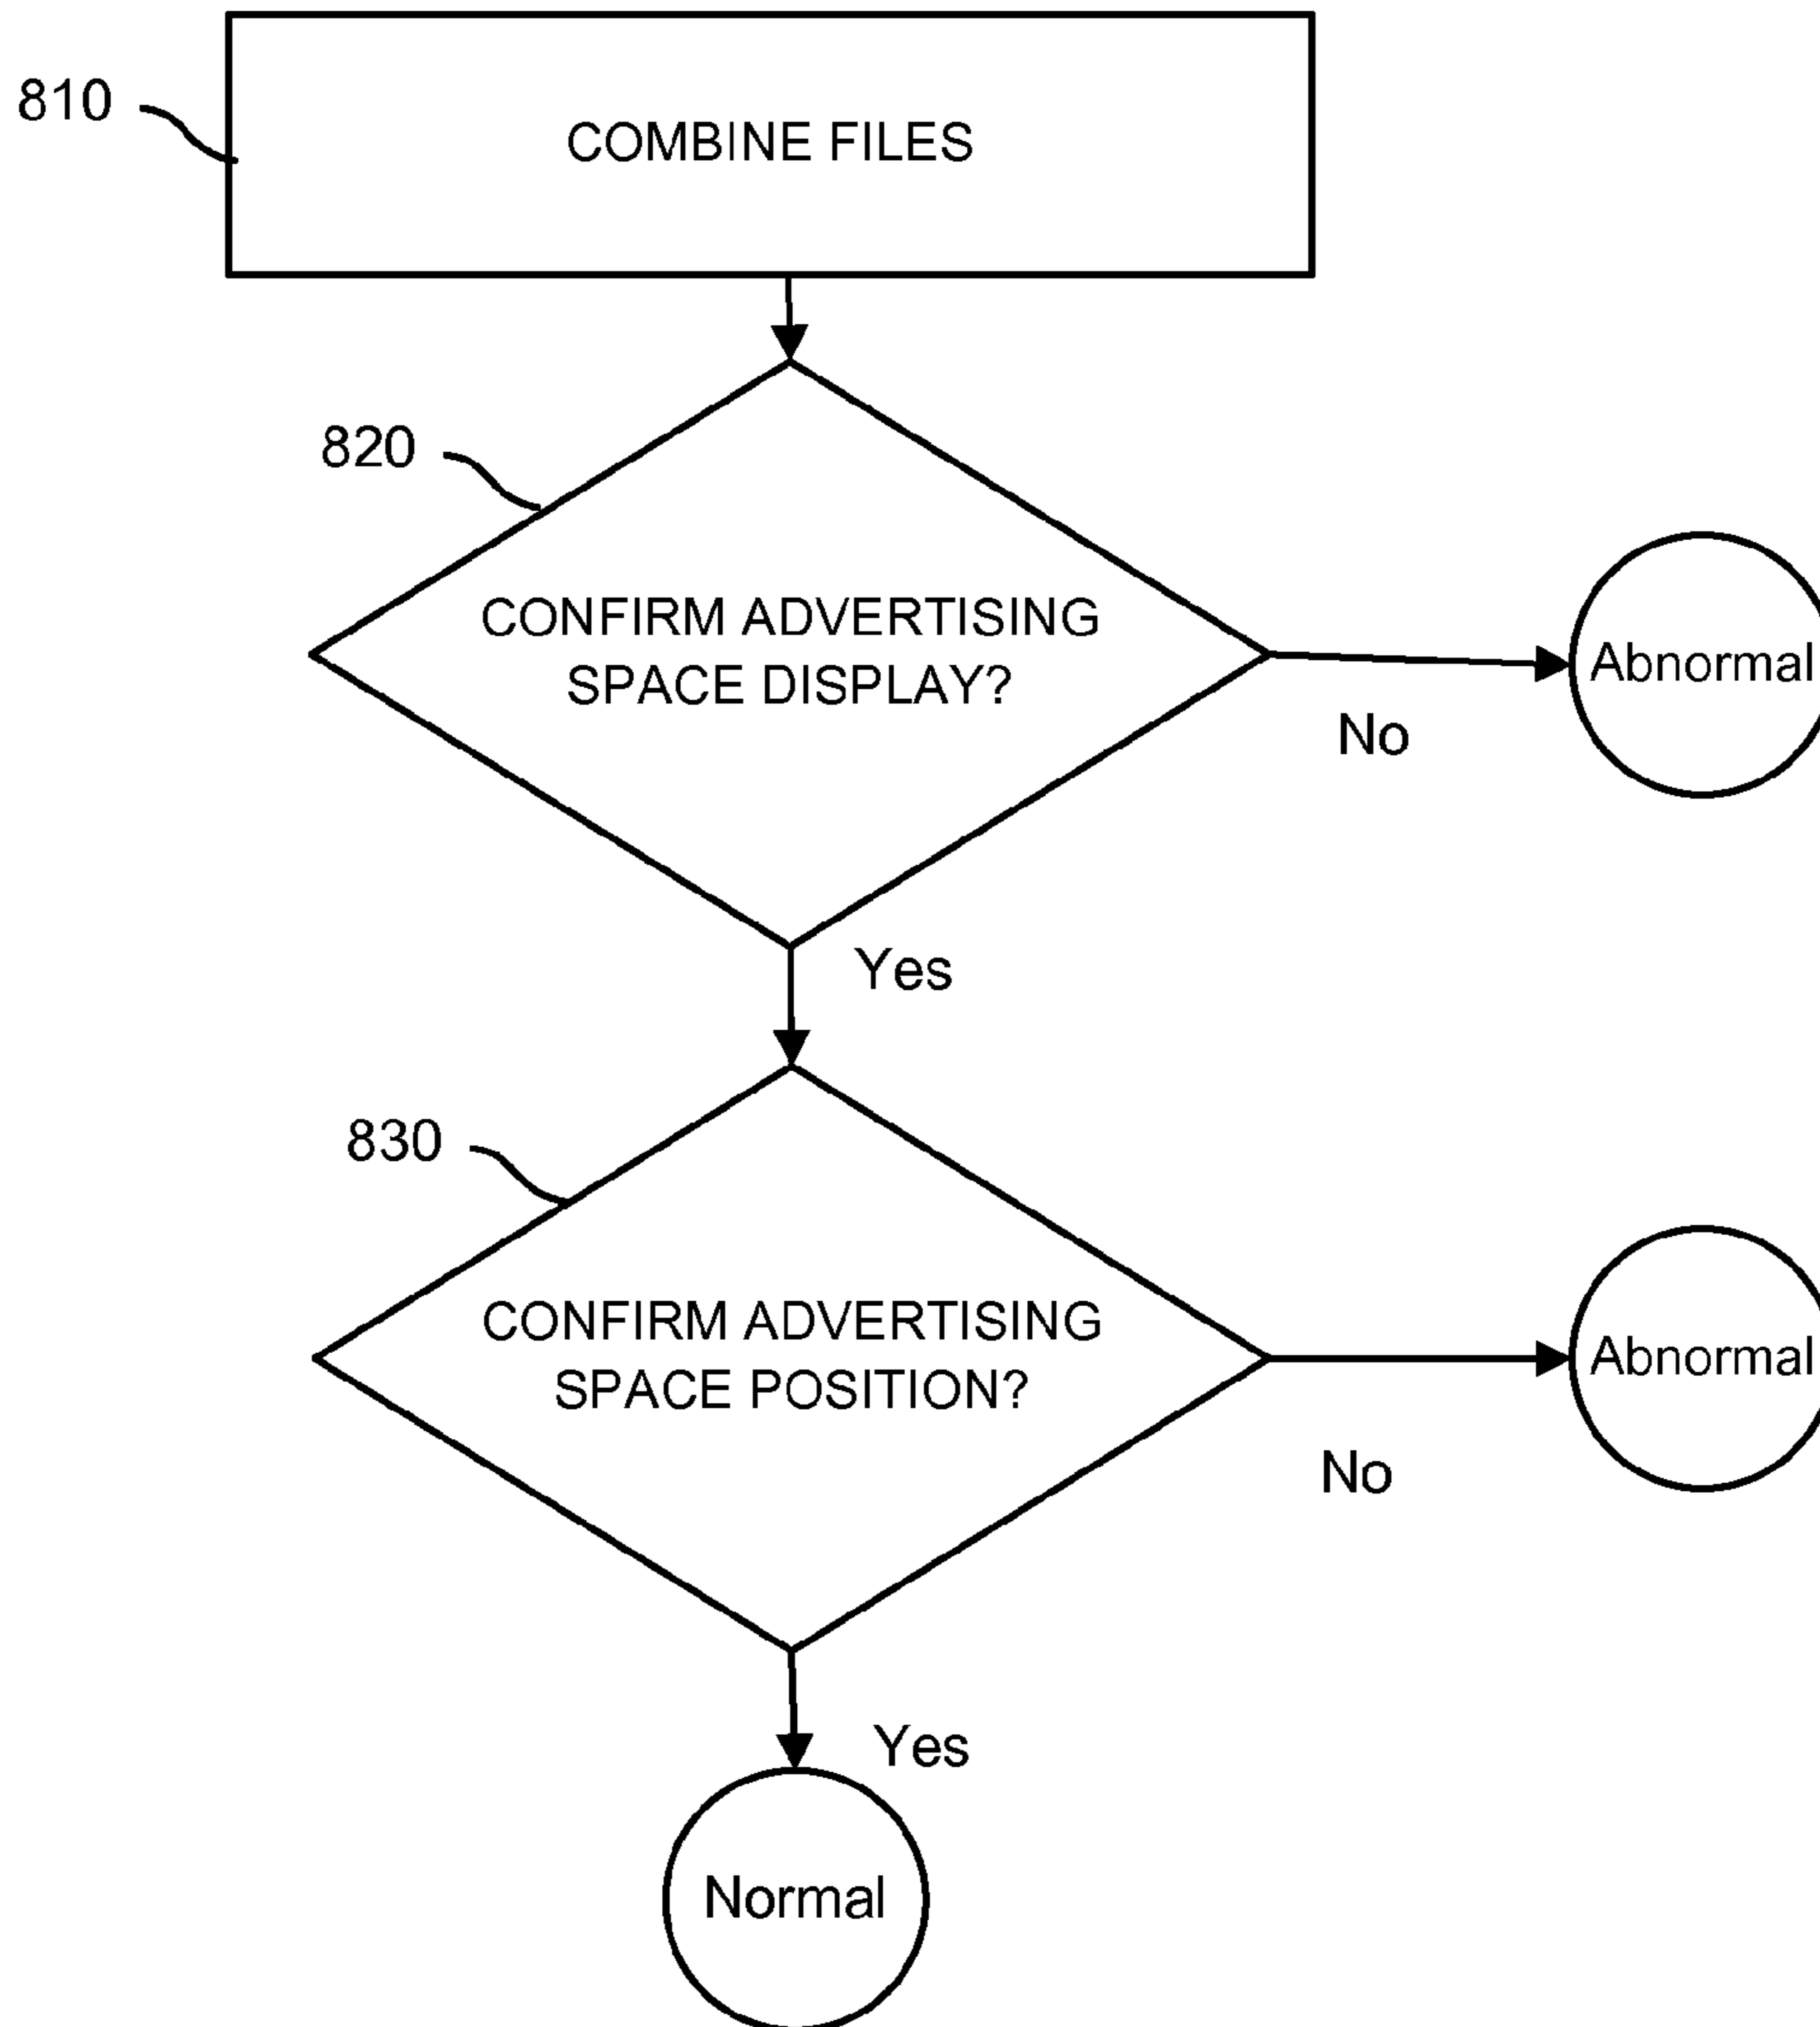 810
COMBINE FILES
820
CONFIRM ADVERTISING
SPACE DISPLAY?
Abnormal
No
Yes
830
CONFIRM ADVERTISING
SPACE POSITION?
Abnormal
No
Yes
Normal